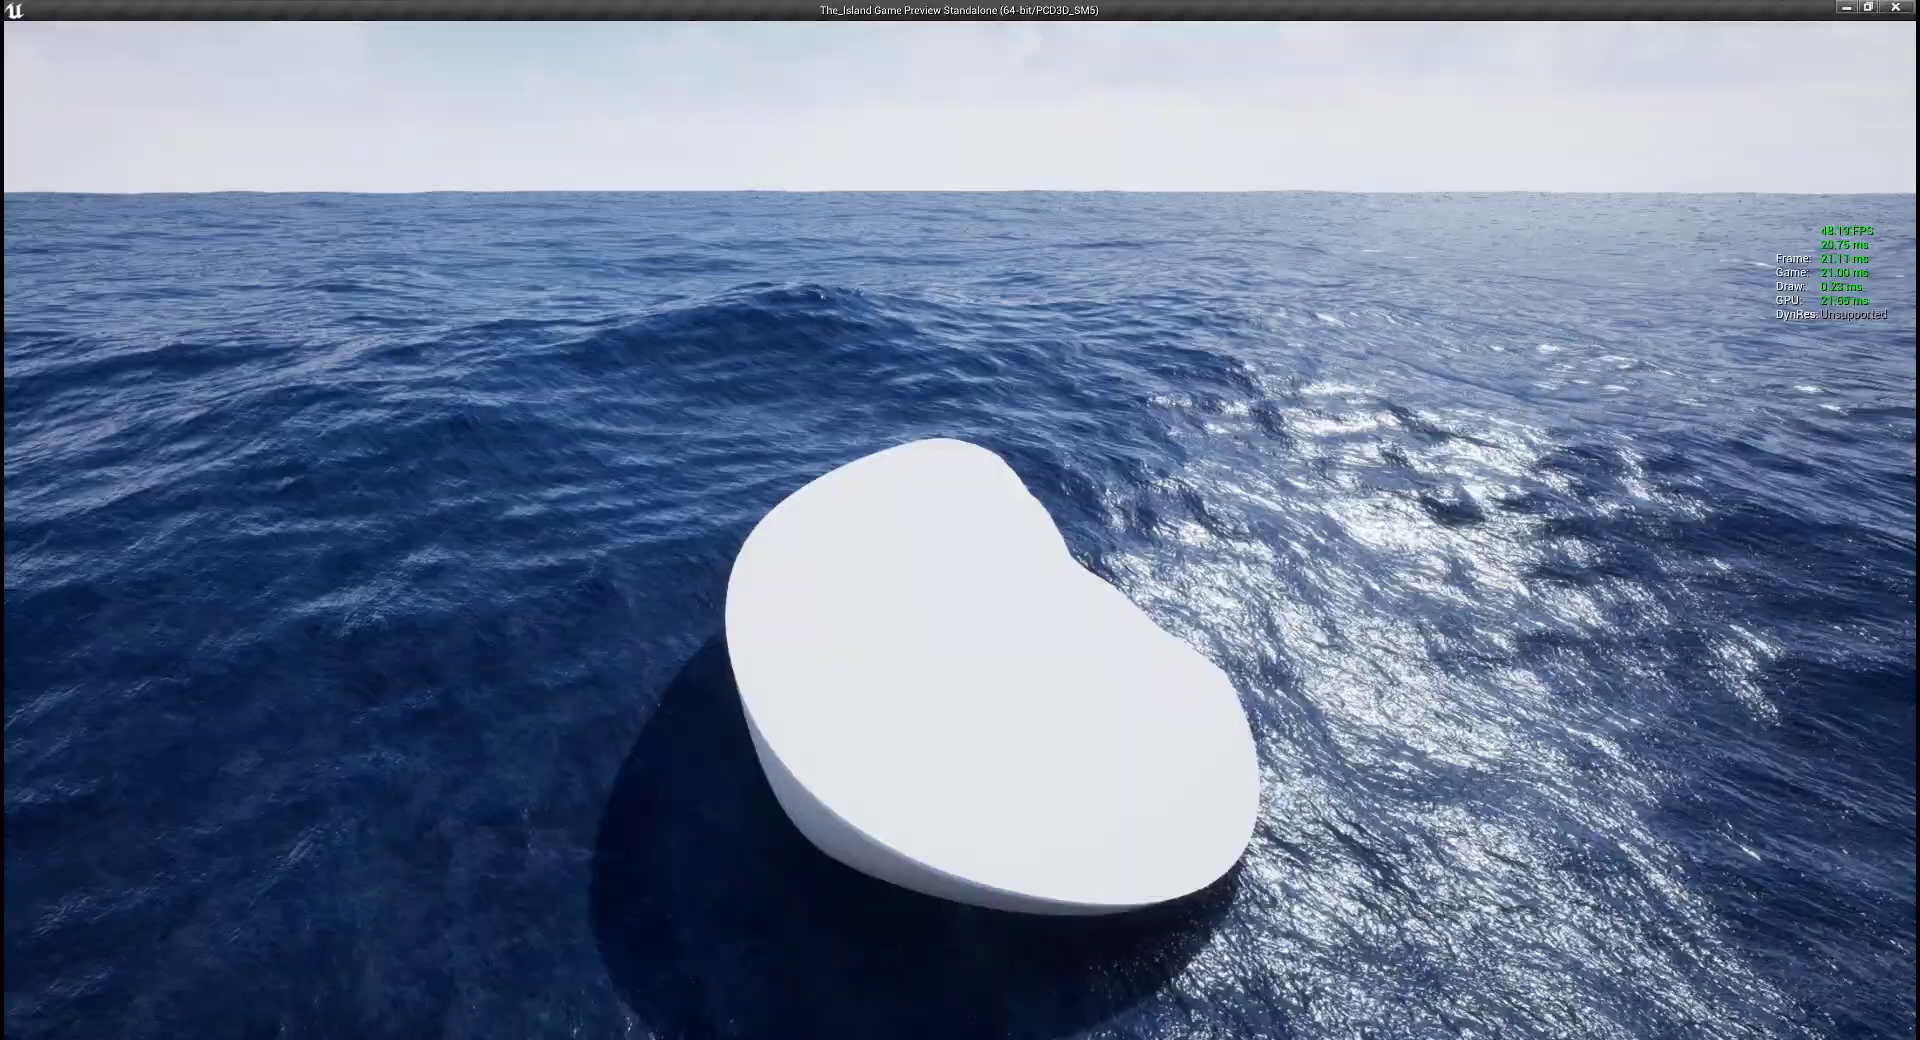 The_Island Game Preview Standalone (64-bit/PCD3D_SM5)
48.19 FPS
20.75 ms
Frame: 21.11 ms
Game: 21.00 ms
Draw: 0.23 ms
GPU: 21.65 ms
DynRes: Unsupported